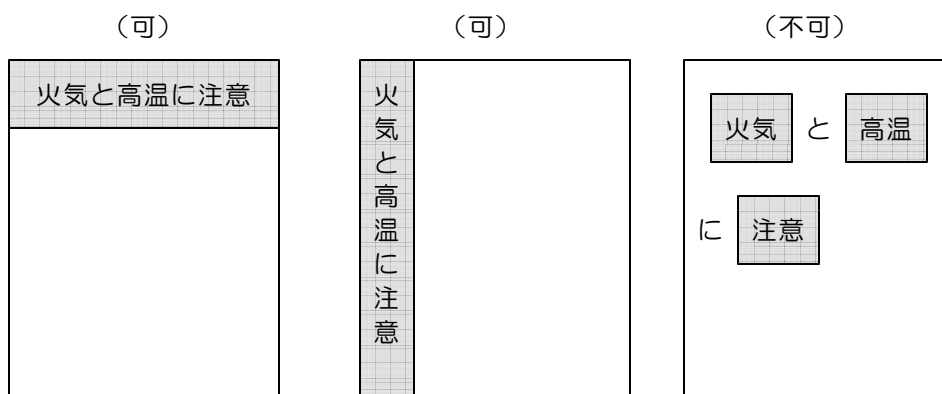 （可）
（可）
（不可）
火気と高温に注意
火気と高温に注意
火気 と 高温
に 注意